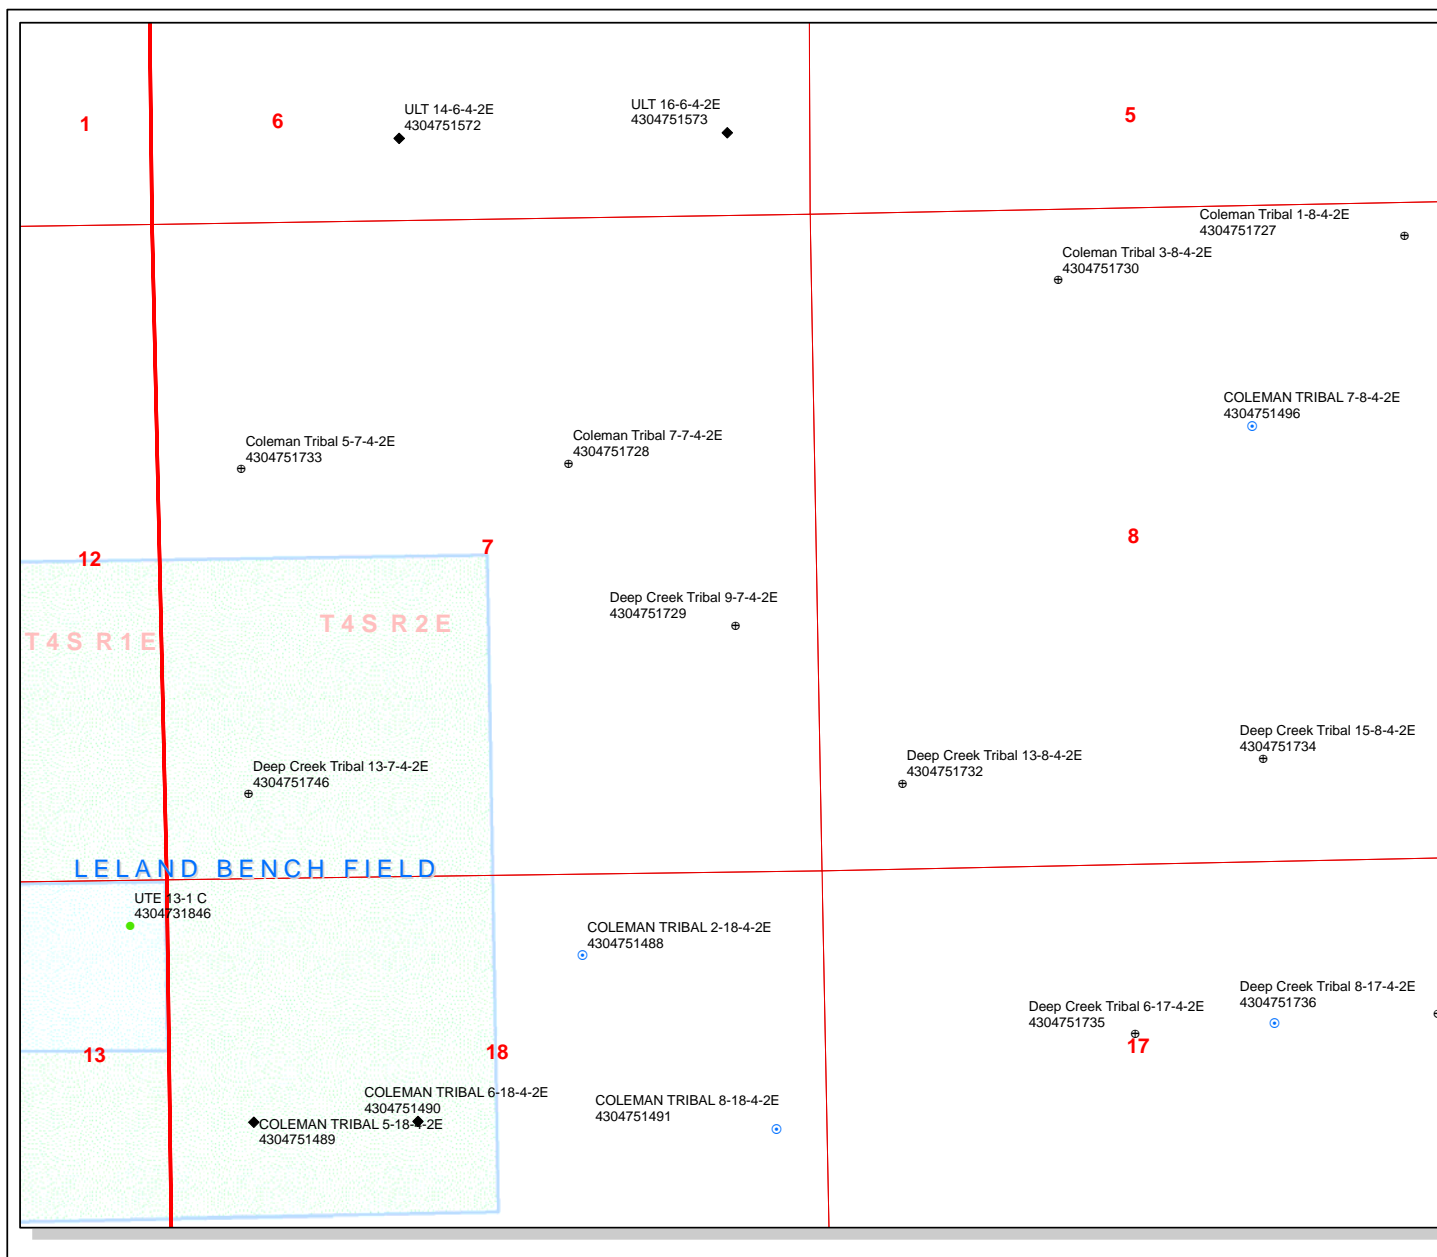 1
6
ULT 14-6-4-2E
4304751572
ULT 16-6-4-2E
4304751573
5
Coleman Tribal 1-8-4-2E
4304751727
Coleman Tribal 3-8-4-2E
4304751730
COLEMAN TRIBAL 7-8-4-2E
4304751496
Coleman Tribal 5-7-4-2E
4304751733
Coleman Tribal 7-7-4-2E
4304751728
12
7
8
Deep Creek Tribal 9-7-4-2E
4304751729
T4S R1E
T4S R2E
Deep Creek Tribal 13-7-4-2E
4304751746
Deep Creek Tribal 13-8-4-2E
4304751732
Deep Creek Tribal 15-8-4-2E
4304751734
LELAND BENCH FIELD
UTE 13-1 C
4304731846
COLEMAN TRIBAL 2-18-4-2E
4304751488
Deep Creek Tribal 6-17-4-2E
4304751735
Deep Creek Tribal 8-17-4-2E
4304751736
13
18
17
COLEMAN TRIBAL 6-18-4-2E
4304751490
COLEMAN TRIBAL 5-18-4-2E
4304751489
COLEMAN TRIBAL 8-18-4-2E
4304751491